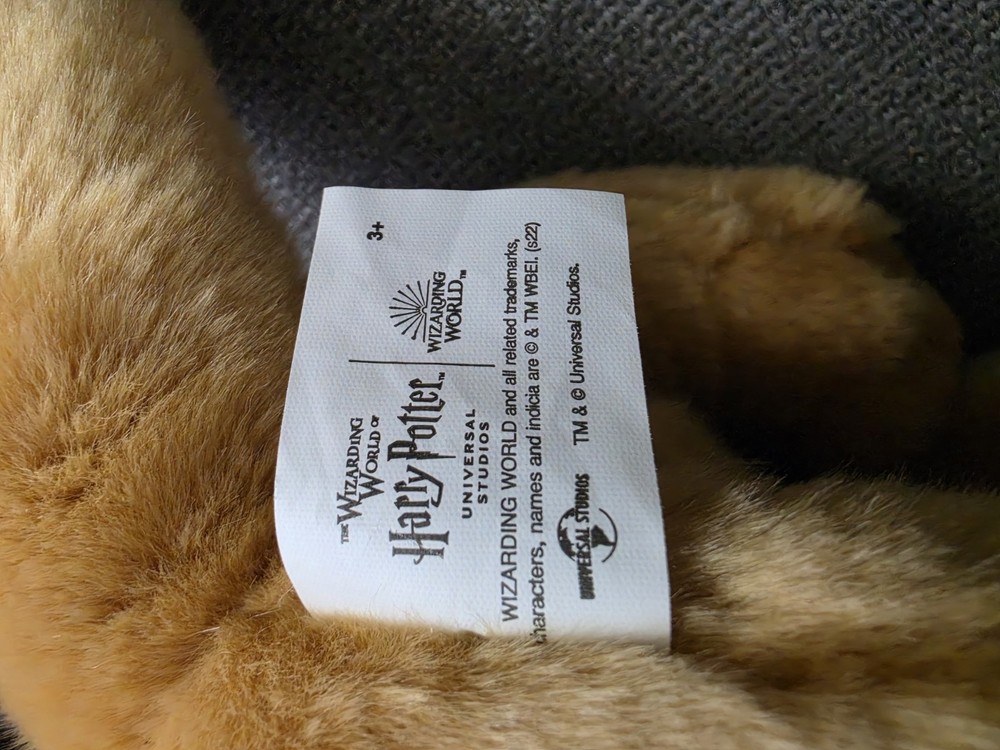 3+
THE WIZARDING
WORLD OF
Harry Potter™
UNIVERSAL
STUDIOS
WIZARDING
WORLD™
WIZARDING WORLD and all related trademarks,
characters, names and indicia are © & TM WBEI. (s22)
UNIVERSAL STUDIOS
TM & © Universal Studios.